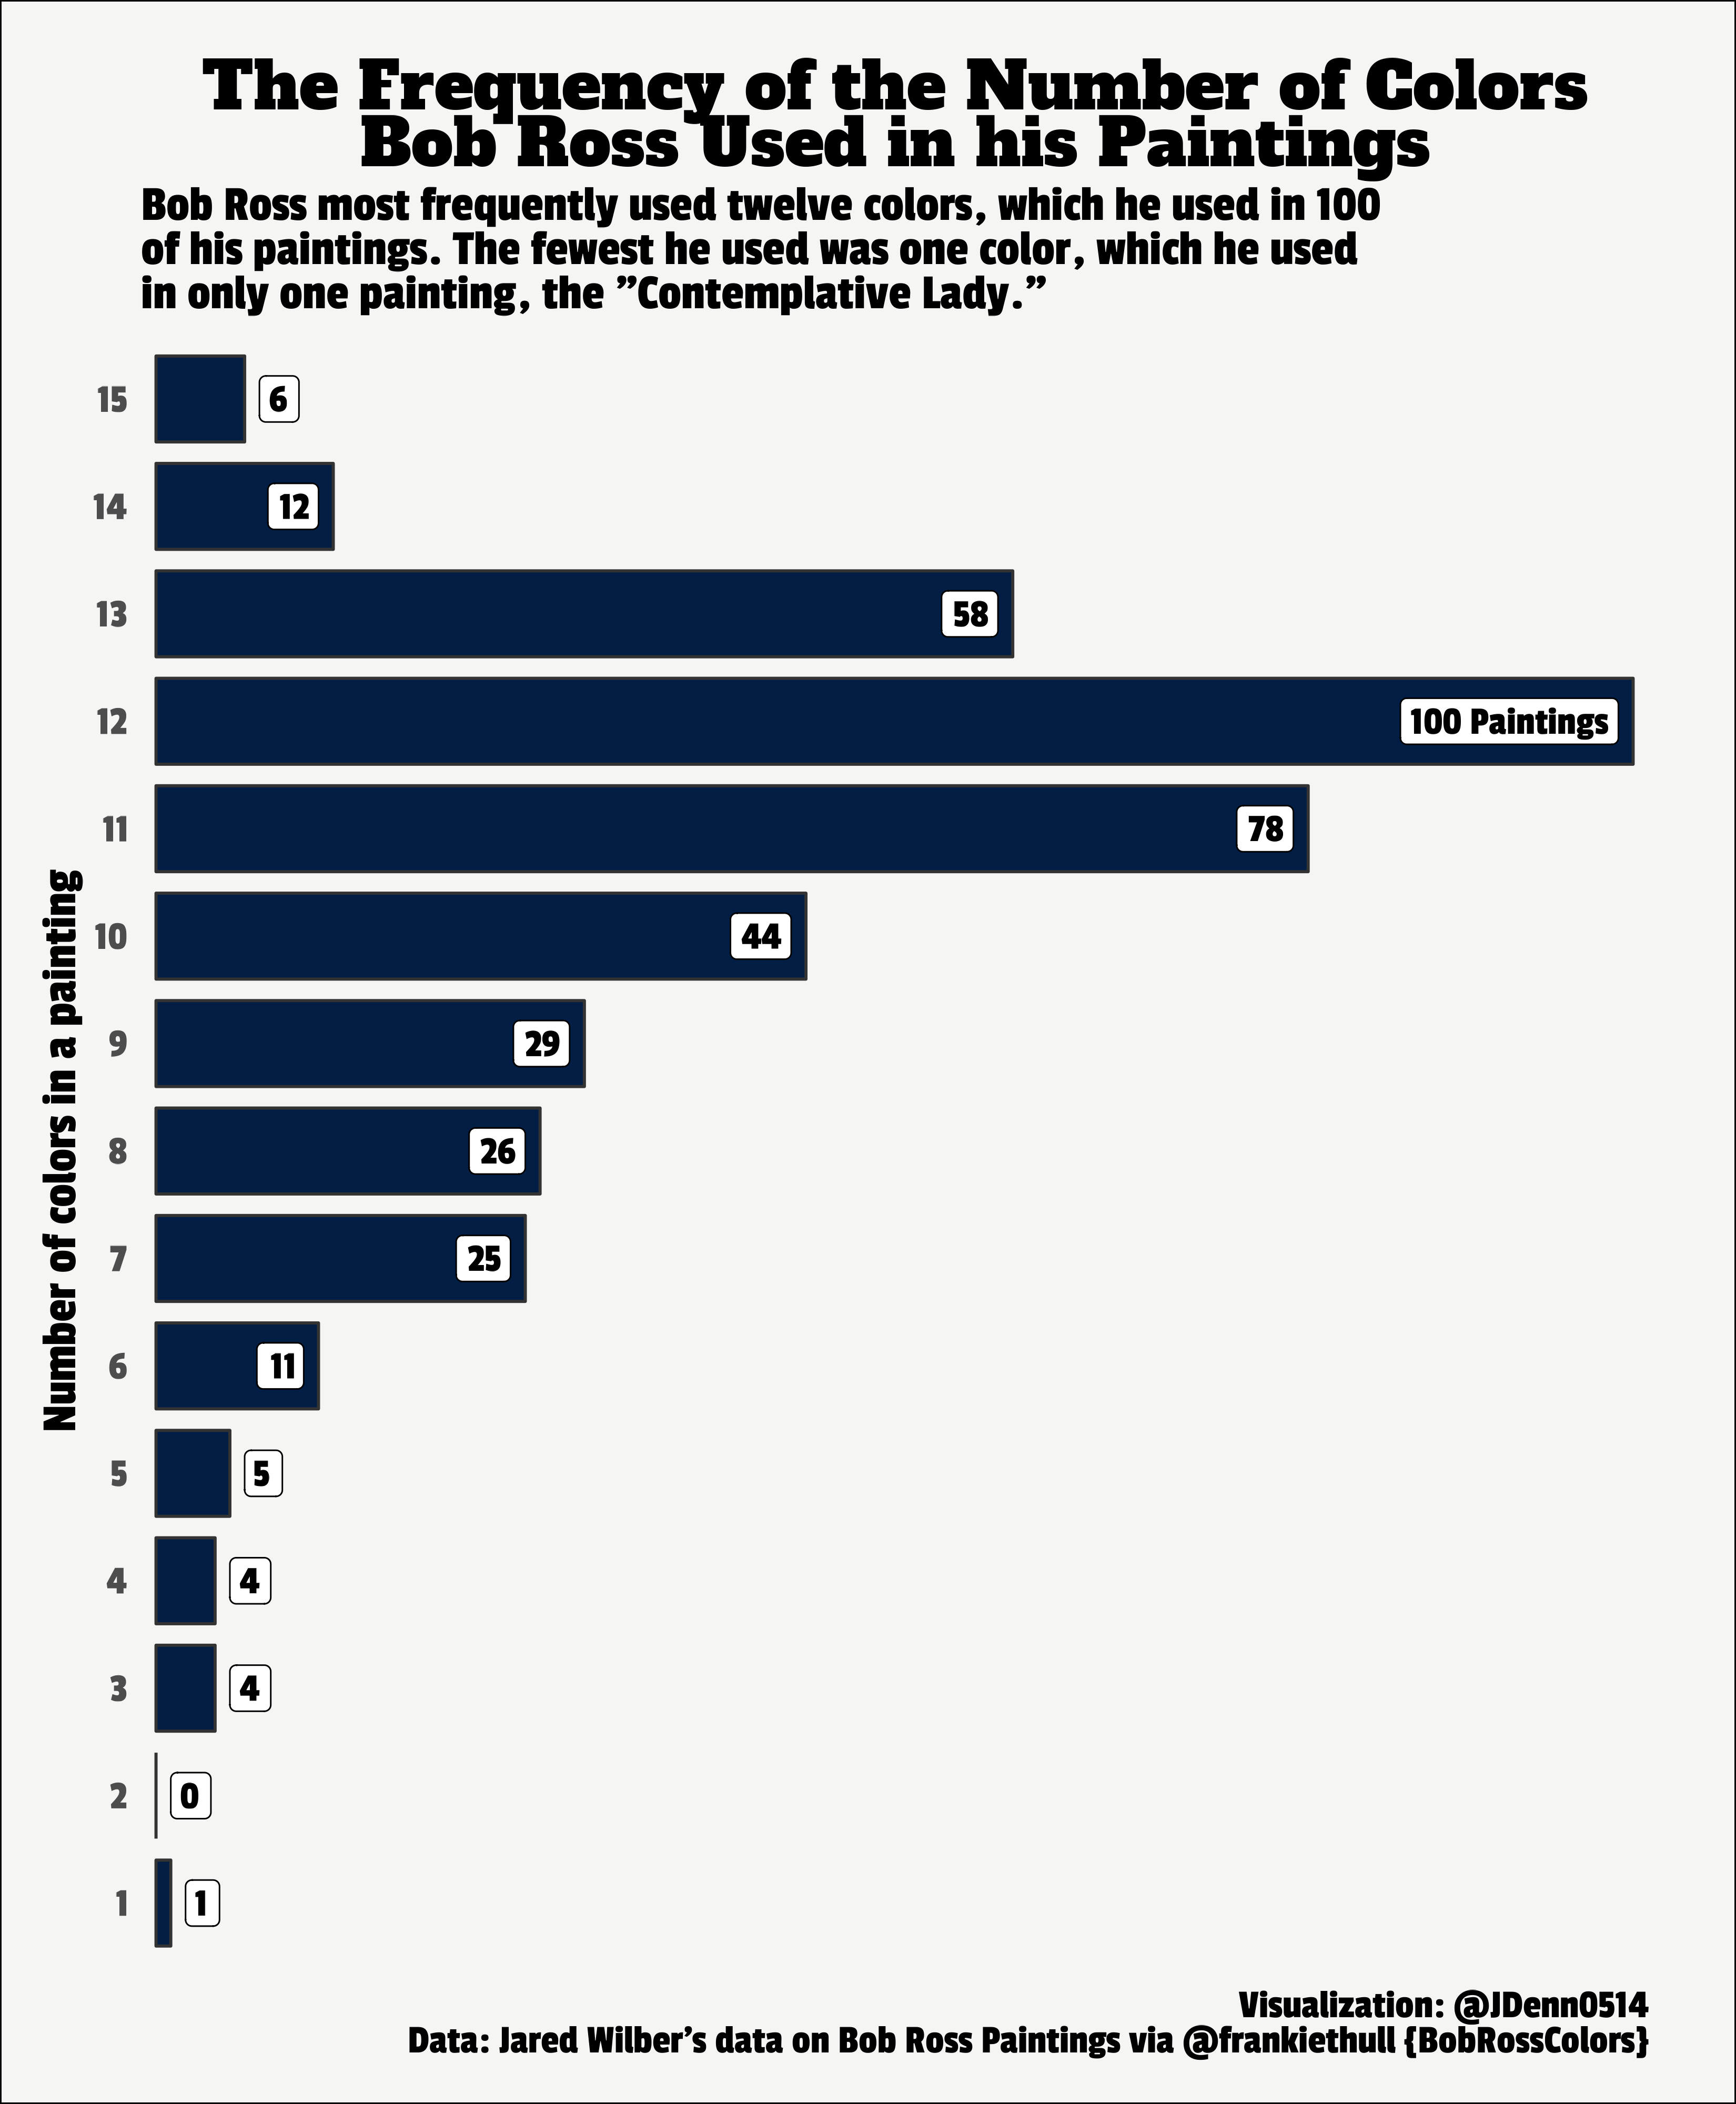 The Frequency of the Number of Colors
Bob Ross Used in his Paintings
Bob Ross most frequently used twelve colors, which he used in 100
of his paintings. The fewest he used was one color, which he used
in only one painting, the ”Contemplative Lady.”
Number of colors in a painting
15 6
14 12
13 58
12 100 Paintings
11 78
10 44
9 29
8 26
7 25
6 11
5 5
4 4
3 4
2 0
1 1
Visualization: @JDenn0514
Data: Jared Wilber’s data on Bob Ross Paintings via @frankiethull {BobRossColors}